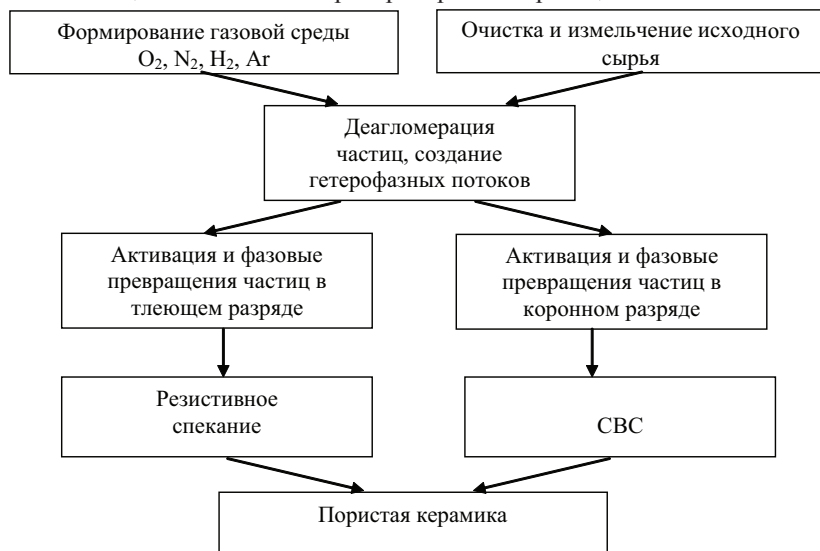 Формирование газовой среды
O₂, N₂, H₂, Ar
Очистка и измельчение исходного
сырья
Деагломерация
частиц, создание
гетерофазных потоков
Активация и фазовые
превращения частиц в
тлеющем разряде
Активация и фазовые
превращения частиц в
коронном разряде
Резистивное
спекание
СВС
Пористая керамика